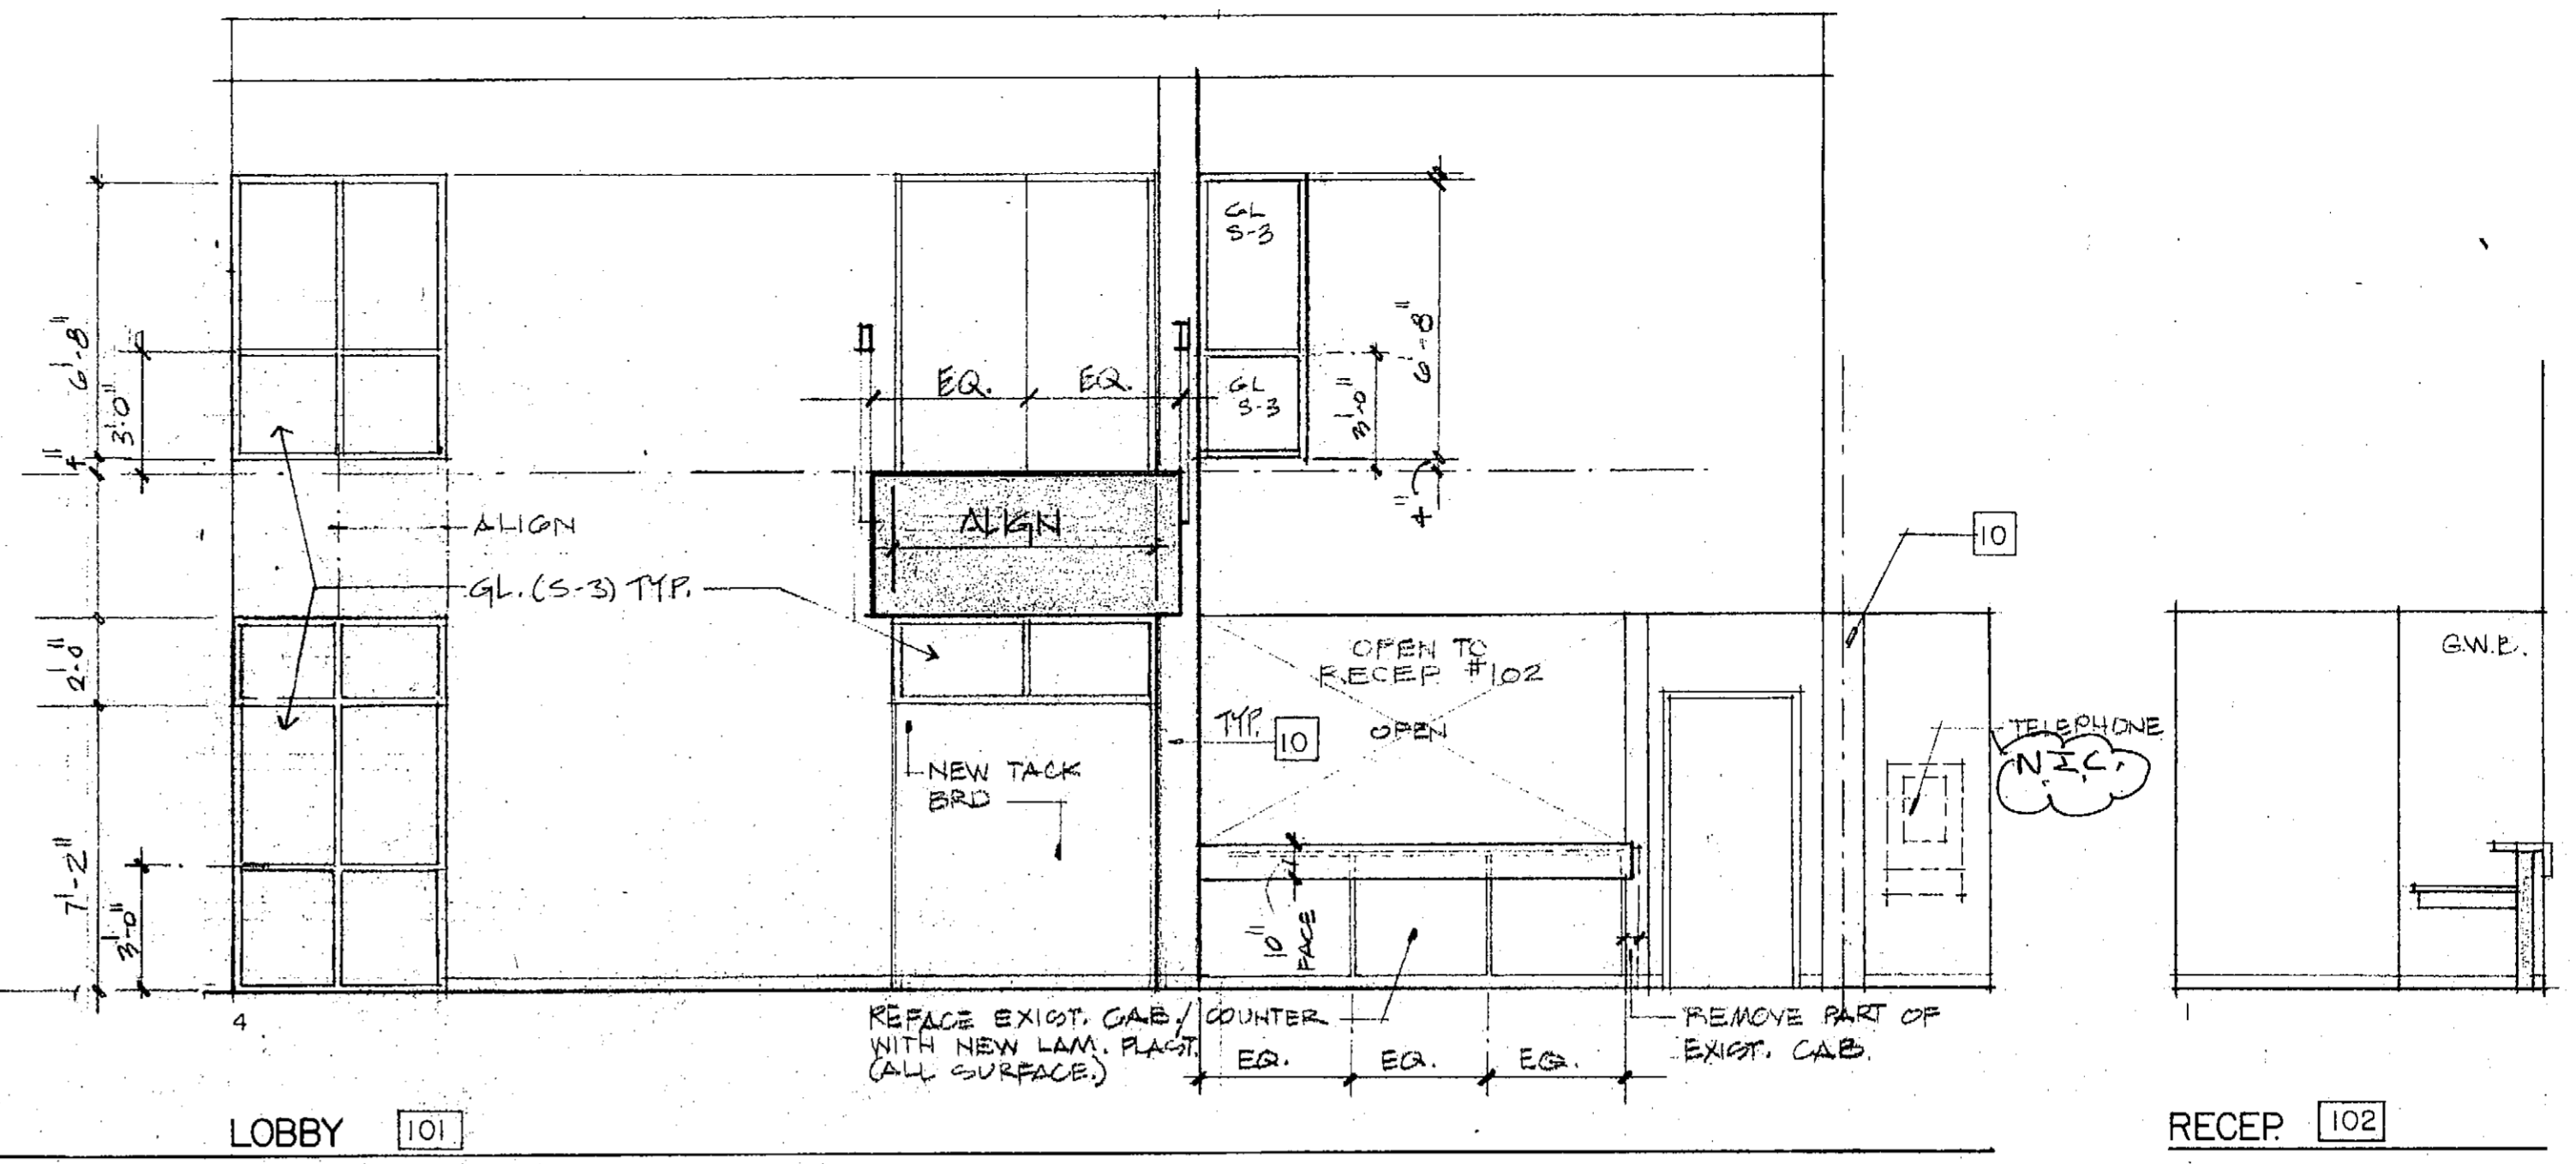 GL
S-3
6'-8"
3'-0"
4"
EQ. EQ.
GL
S-3
6'-8"
3'-0"
4"
ALIGN
ALIGN
GL. (S-3) TYP.
10
2'-0"
OPEN TO
RECEP. #102
OPEN
TYP. 10
G.W.B.
TELEPHONE
N.I.C.
NEW TACK
BRD
7'-2"
3'-0"
10"
FACE
4
REFACE EXIST. CAB./COUNTER
WITH NEW LAM. PLAST.
(ALL SURFACE.)
REMOVE PART OF
EXIST. CAB.
1
EQ. EQ. EQ.
LOBBY 101
RECEP. 102